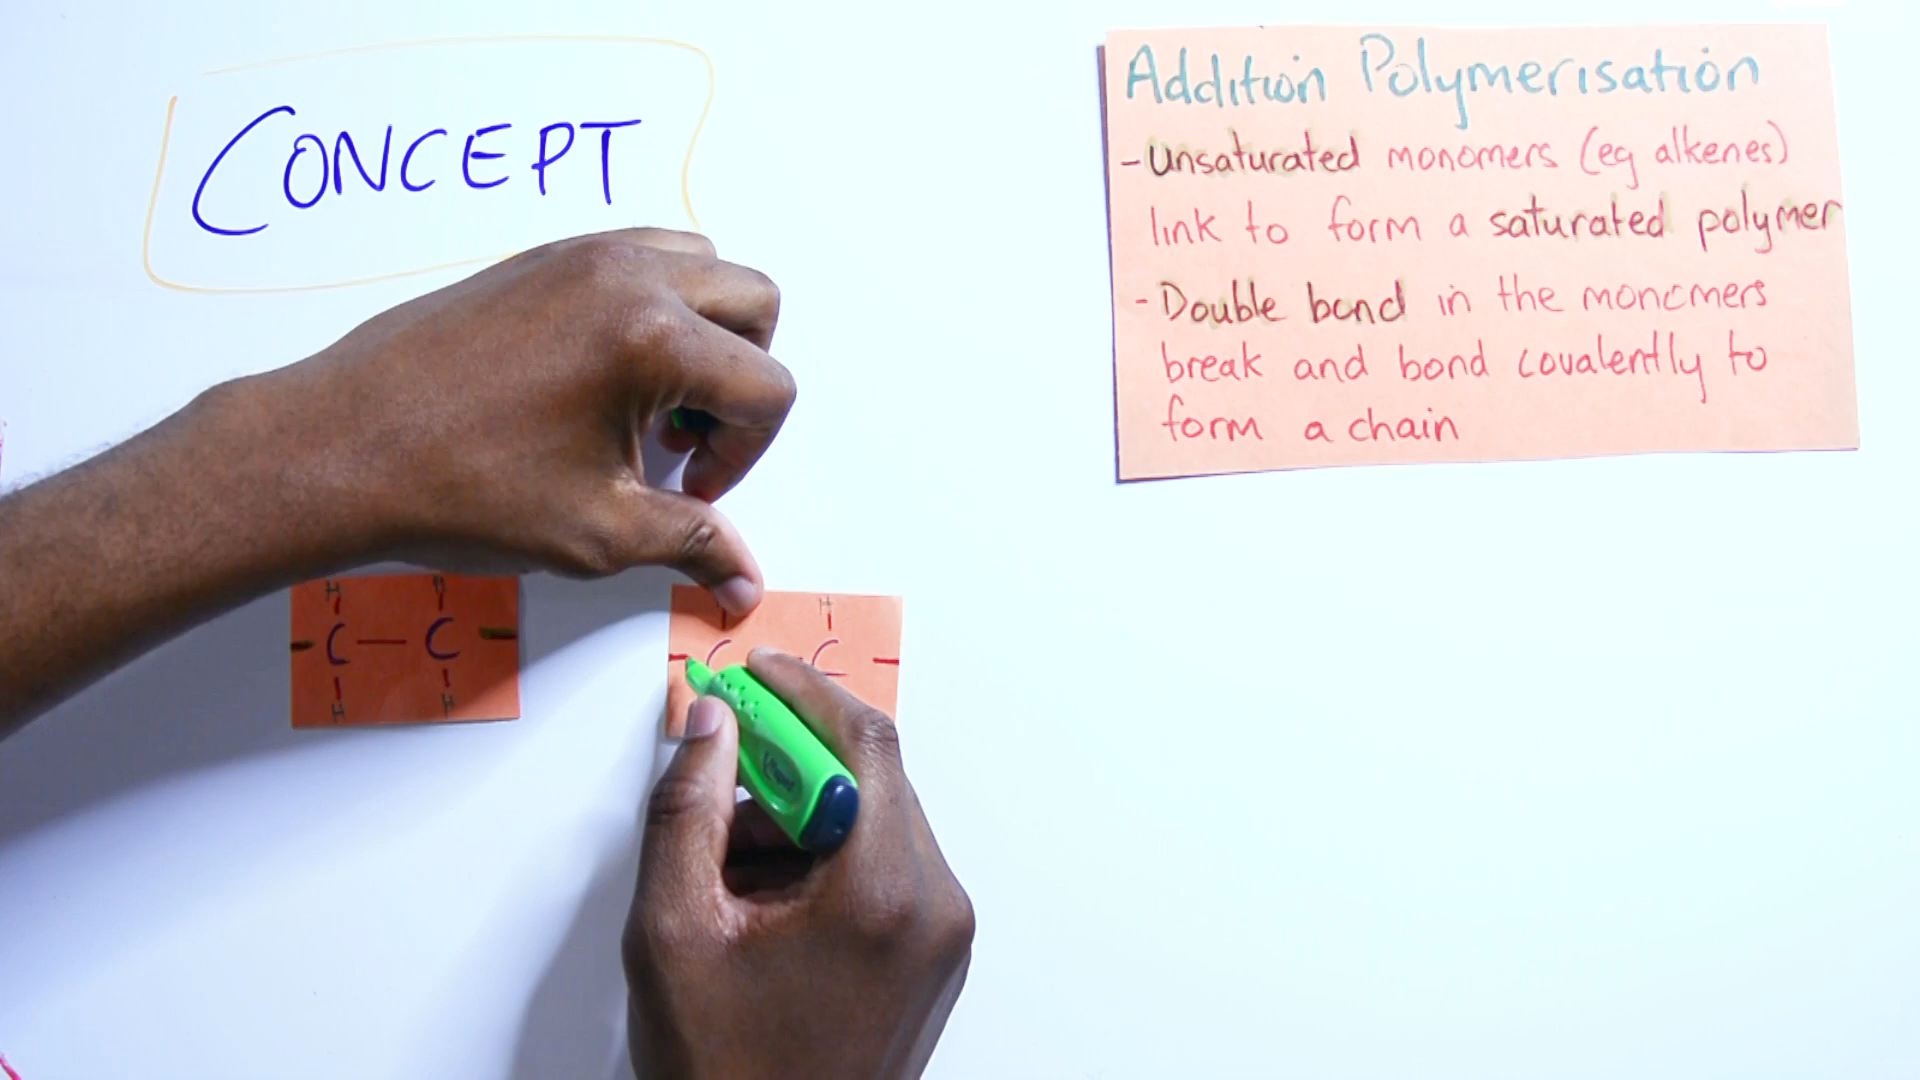 CONCEPT
Addition Polymerisation
- Unsaturated monomers (eg alkenes)
link to form a saturated polymer
- Double bond in the monomers
break and bond covalently to
form a chain
H H
- C - C -
H H
H
- C C -